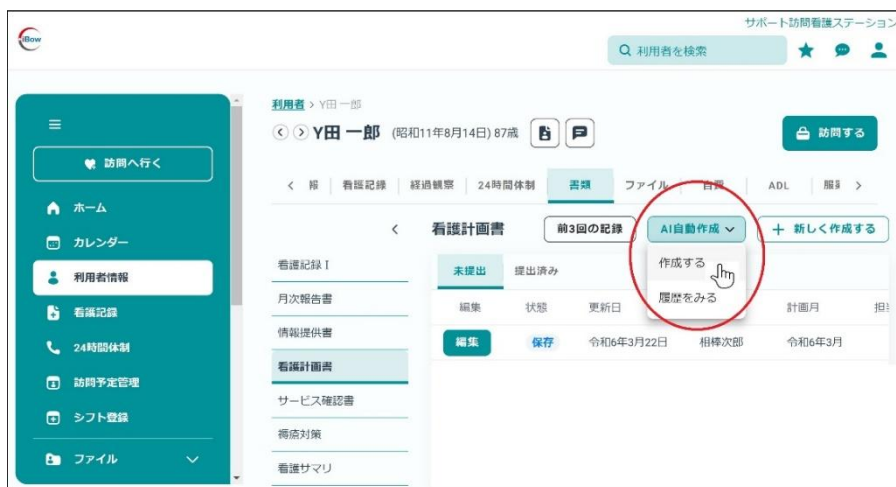 サポート訪問看護ステーション
iBow
利用者を検索
利用者 > Y田 一郎
Y田 一郎 (昭和11年8月14日) 87歳
訪問する
訪問へ行く
看護記録 経過観察 24時間体制 書類 ファイル 自費 ADL
ホーム
カレンダー
利用者情報
看護記録
24時間体制
訪問予定管理
シフト登録
ファイル
看護計画書 前3回の記録 AI自動作成 + 新しく作成する
作成する
履歴をみる
看護記録Ⅰ
月次報告書
情報提供書
看護計画書
サービス確認書
褥瘡対策
看護サマリ
未提出 提出済み
編集 状態 更新日 計画月
編集 保存 令和6年3月22日 相棒次郎 令和6年3月